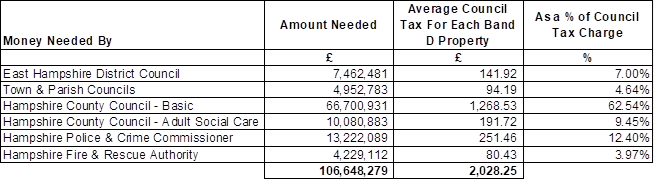 Money Needed By Amount Needed Average Council Tax For Each Band D Property As a % of Council Tax Charge
£ £ %
East Hampshire District Council 7,462,481 141.92 7.00%
Town & Parish Councils 4,952,783 94.19 4.64%
Hampshire County Council - Basic 66,700,931 1,268.53 62.54%
Hampshire County Council - Adult Social Care 10,080,883 191.72 9.45%
Hampshire Police & Crime Commissioner 13,222,089 251.46 12.40%
Hampshire Fire & Rescue Authority 4,229,112 80.43 3.97%
106,648,279 2,028.25